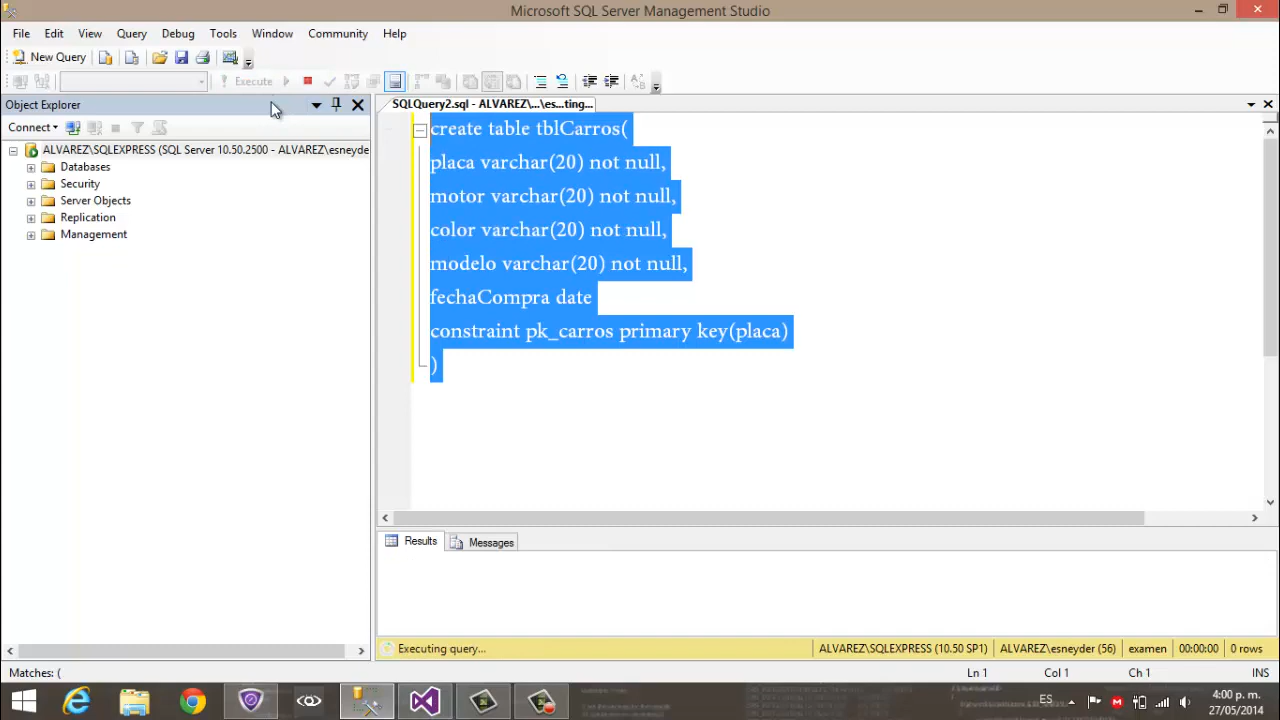 Microsoft SQL Server Management Studio
File Edit View Query Debug Tools Window Community Help
New Query
Execute
Object Explorer
SQLQuery2.sql - ALVAREZ\...\es...ting...
Connect
ALVAREZ\SQLEXPRESS (SQL Server 10.50.2500 - ALVAREZ\esneyder
Databases
Security
Server Objects
Replication
Management
create table tblCarros(
placa varchar(20) not null,
motor varchar(20) not null,
color varchar(20) not null,
modelo varchar(20) not null,
fechaCompra date
constraint pk_carros primary key(placa)
)
Results Messages
Executing query... ALVAREZ\SQLEXPRESS (10.50 SP1) ALVAREZ\esneyder (56) examen 00:00:00 0 rows
Matches: ( Ln 1 Col 1 Ch 1 INS
ES 4:00 p. m.
27/05/2014